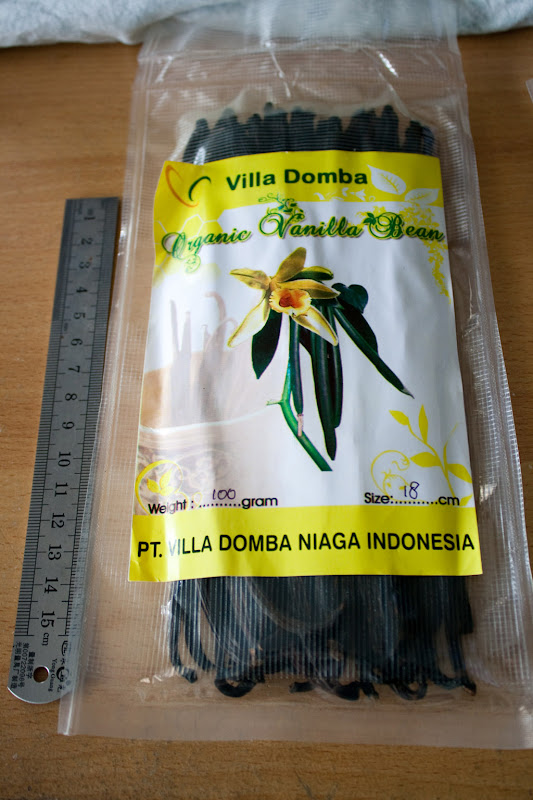 Villa Domba
Organic Vanilla Bean
Weight : 100 gram
Size: 18 cm
PT. VILLA DOMBA NIAGA INDONESIA
1
2
3
4
5
6
7
8
9
10
11
12
13
14
15 cm